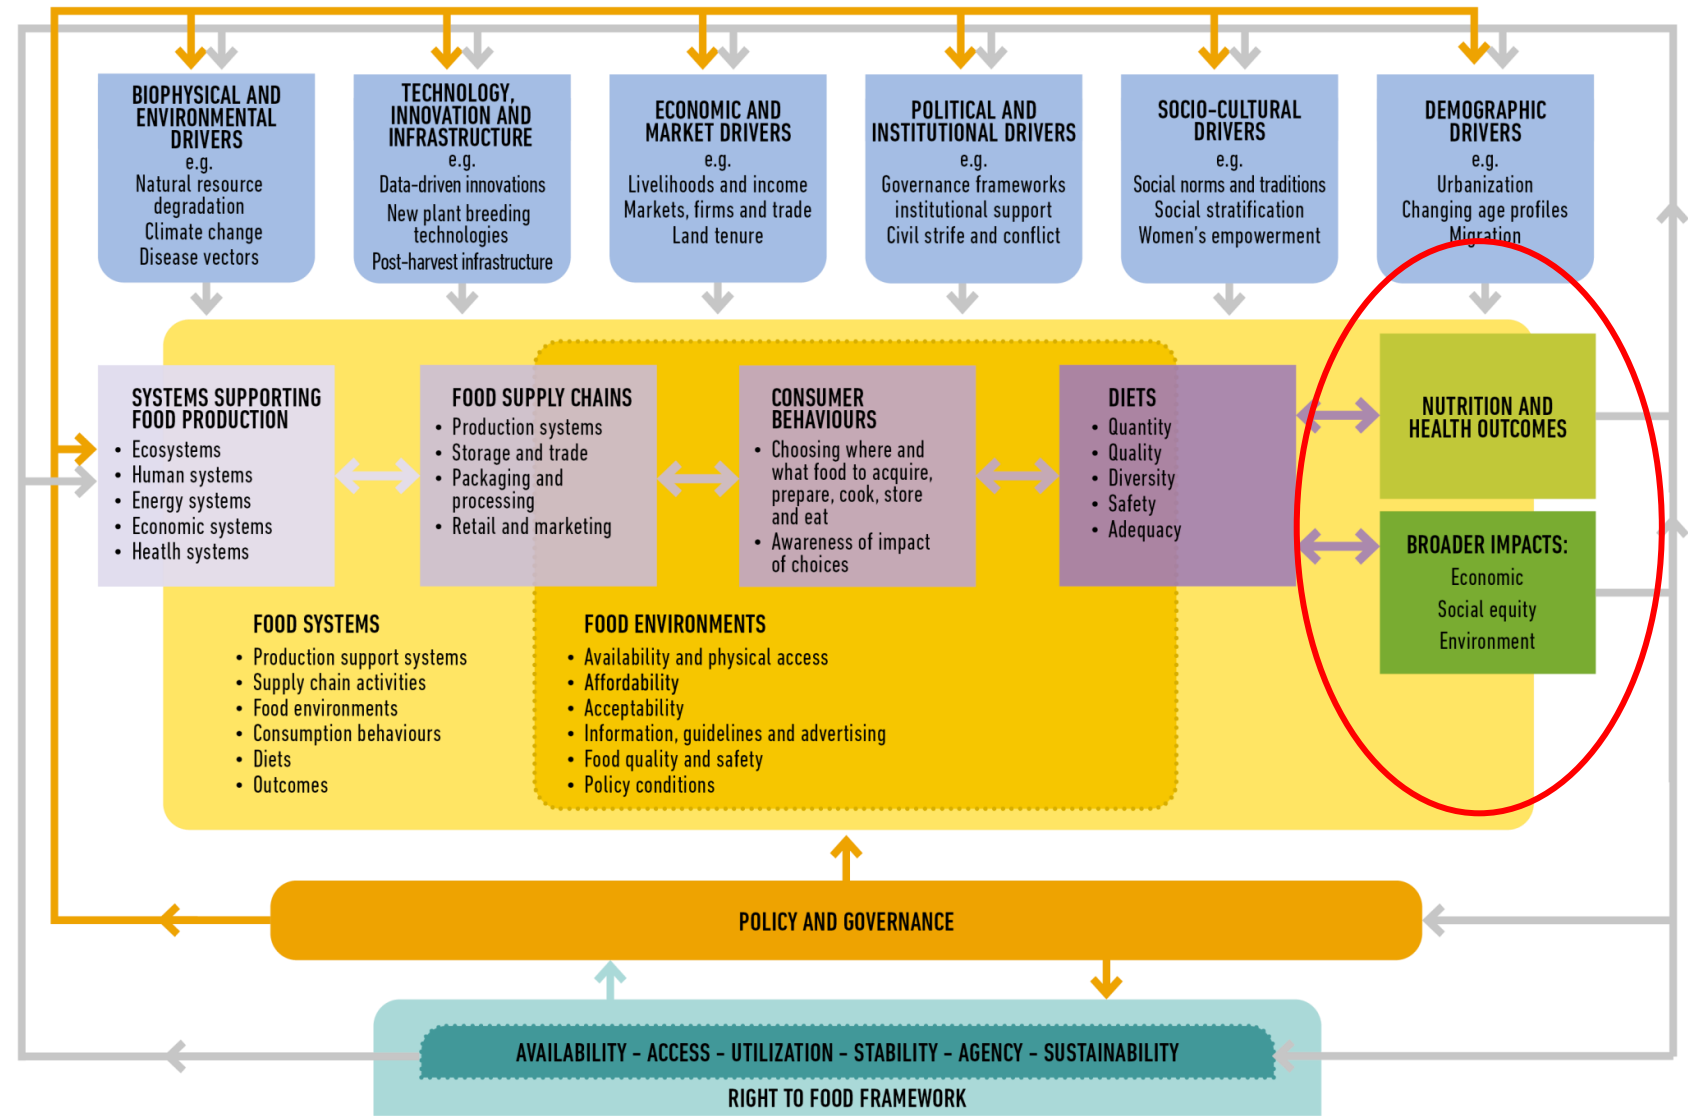 BIOPHYSICAL AND
ENVIRONMENTAL
DRIVERS
e.g.
Natural resource
degradation
Climate change
Disease vectors
TECHNOLOGY,
INNOVATION AND
INFRASTRUCTURE
e.g.
Data-driven innovations
New plant breeding
technologies
Post-harvest infrastructure
ECONOMIC AND
MARKET DRIVERS
e.g.
Livelihoods and income
Markets, firms and trade
Land tenure
POLITICAL AND
INSTITUTIONAL DRIVERS
e.g.
Governance frameworks
institutional support
Civil strife and conflict
SOCIO-CULTURAL
DRIVERS
e.g.
Social norms and traditions
Social stratification
Women's empowerment
DEMOGRAPHIC
DRIVERS
e.g.
Urbanization
Changing age profiles
Migration
SYSTEMS SUPPORTING
FOOD PRODUCTION
• Ecosystems
• Human systems
• Energy systems
• Economic systems
• Heatlh systems
FOOD SUPPLY CHAINS
• Production systems
• Storage and trade
• Packaging and
processing
• Retail and marketing
CONSUMER
BEHAVIOURS
• Choosing where and
what food to acquire,
prepare, cook, store
and eat
• Awareness of impact
of choices
DIETS
• Quantity
• Quality
• Diversity
• Safety
• Adequacy
NUTRITION AND
HEALTH OUTCOMES
BROADER IMPACTS:
Economic
Social equity
Environment
FOOD SYSTEMS
• Production support systems
• Supply chain activities
• Food environments
• Consumption behaviours
• Diets
• Outcomes
FOOD ENVIRONMENTS
• Availability and physical access
• Affordability
• Acceptability
• Information, guidelines and advertising
• Food quality and safety
• Policy conditions
POLICY AND GOVERNANCE
AVAILABILITY - ACCESS - UTILIZATION - STABILITY - AGENCY - SUSTAINABILITY
RIGHT TO FOOD FRAMEWORK